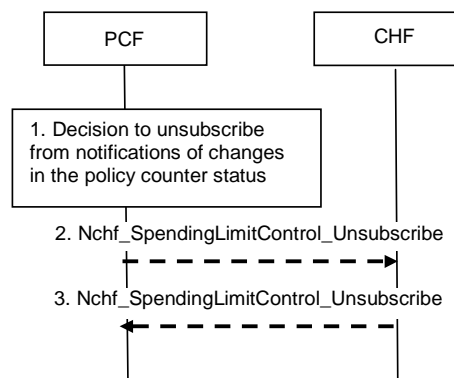 PCF
CHF
1. Decision to unsubscribe
from notifications of changes
in the policy counter status
2. Nchf_SpendingLimitControl_Unsubscribe
3. Nchf_SpendingLimitControl_Unsubscribe